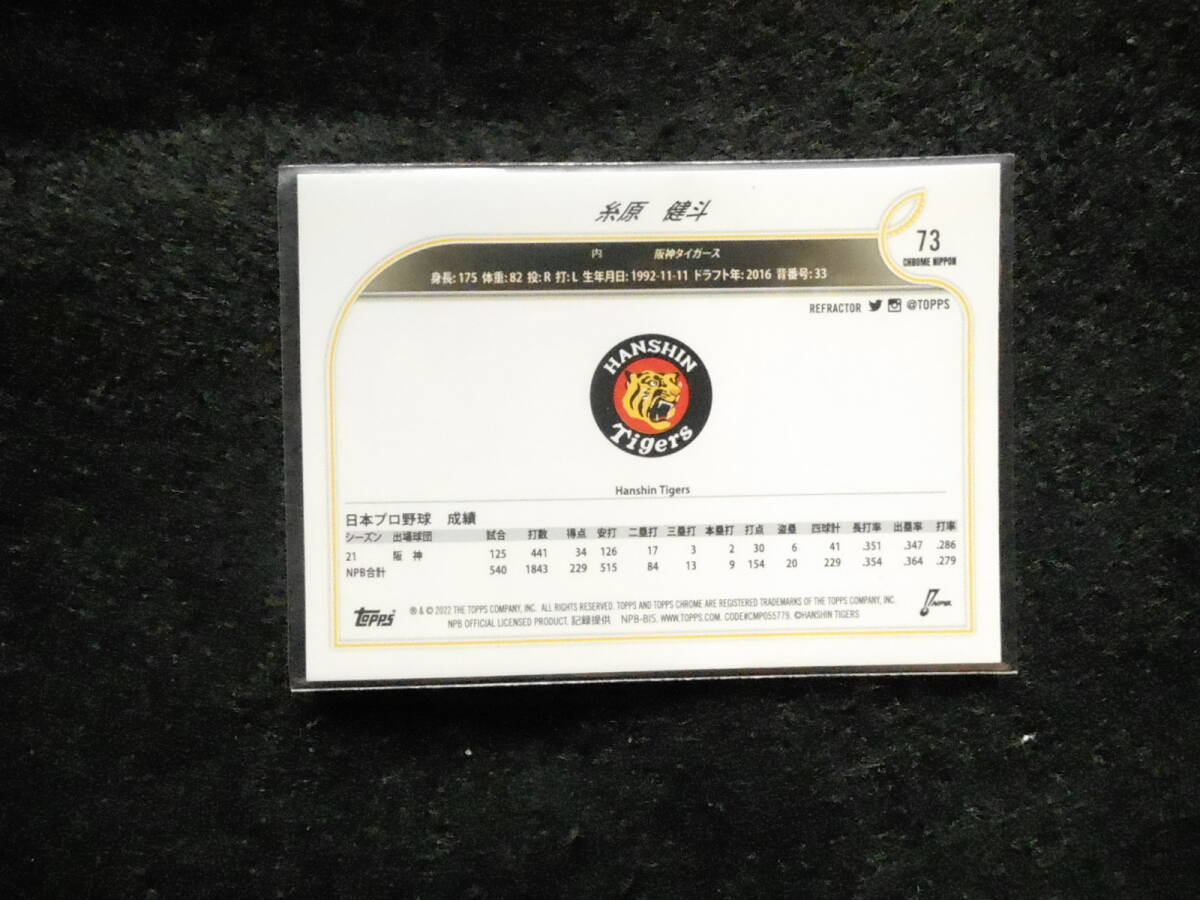 糸原 健斗
73
CHROME NIPPON
内 阪神タイガース
身長: 175 体重: 82 投: R 打: L 生年月日: 1992-11-11 ドラフト年: 2016 背番号: 33
REFRACTOR @TOPPS
HANSHIN
Tigers
Hanshin Tigers
日本プロ野球 成績
シーズン 出場球団 試合 打数 得点 安打 二塁打 三塁打 本塁打 打点 盗塁 四球計 長打率 出塁率 打率
21 阪神 125 441 34 126 17 3 2 30 6 41 .351 .347 .286
NPB合計 540 1843 229 515 84 13 9 154 20 229 .354 .364 .279
Topps ® & © 2022 THE TOPPS COMPANY, INC. ALL RIGHTS RESERVED. TOPPS AND TOPPS CHROME ARE REGISTERED TRADEMARKS OF THE TOPPS COMPANY, INC.
NPB OFFICIAL LICENSED PRODUCT. 記録提供 NPB-BIS. WWW.TOPPS.COM. CODE#CMP055779. ©HANSHIN TIGERS
NPB